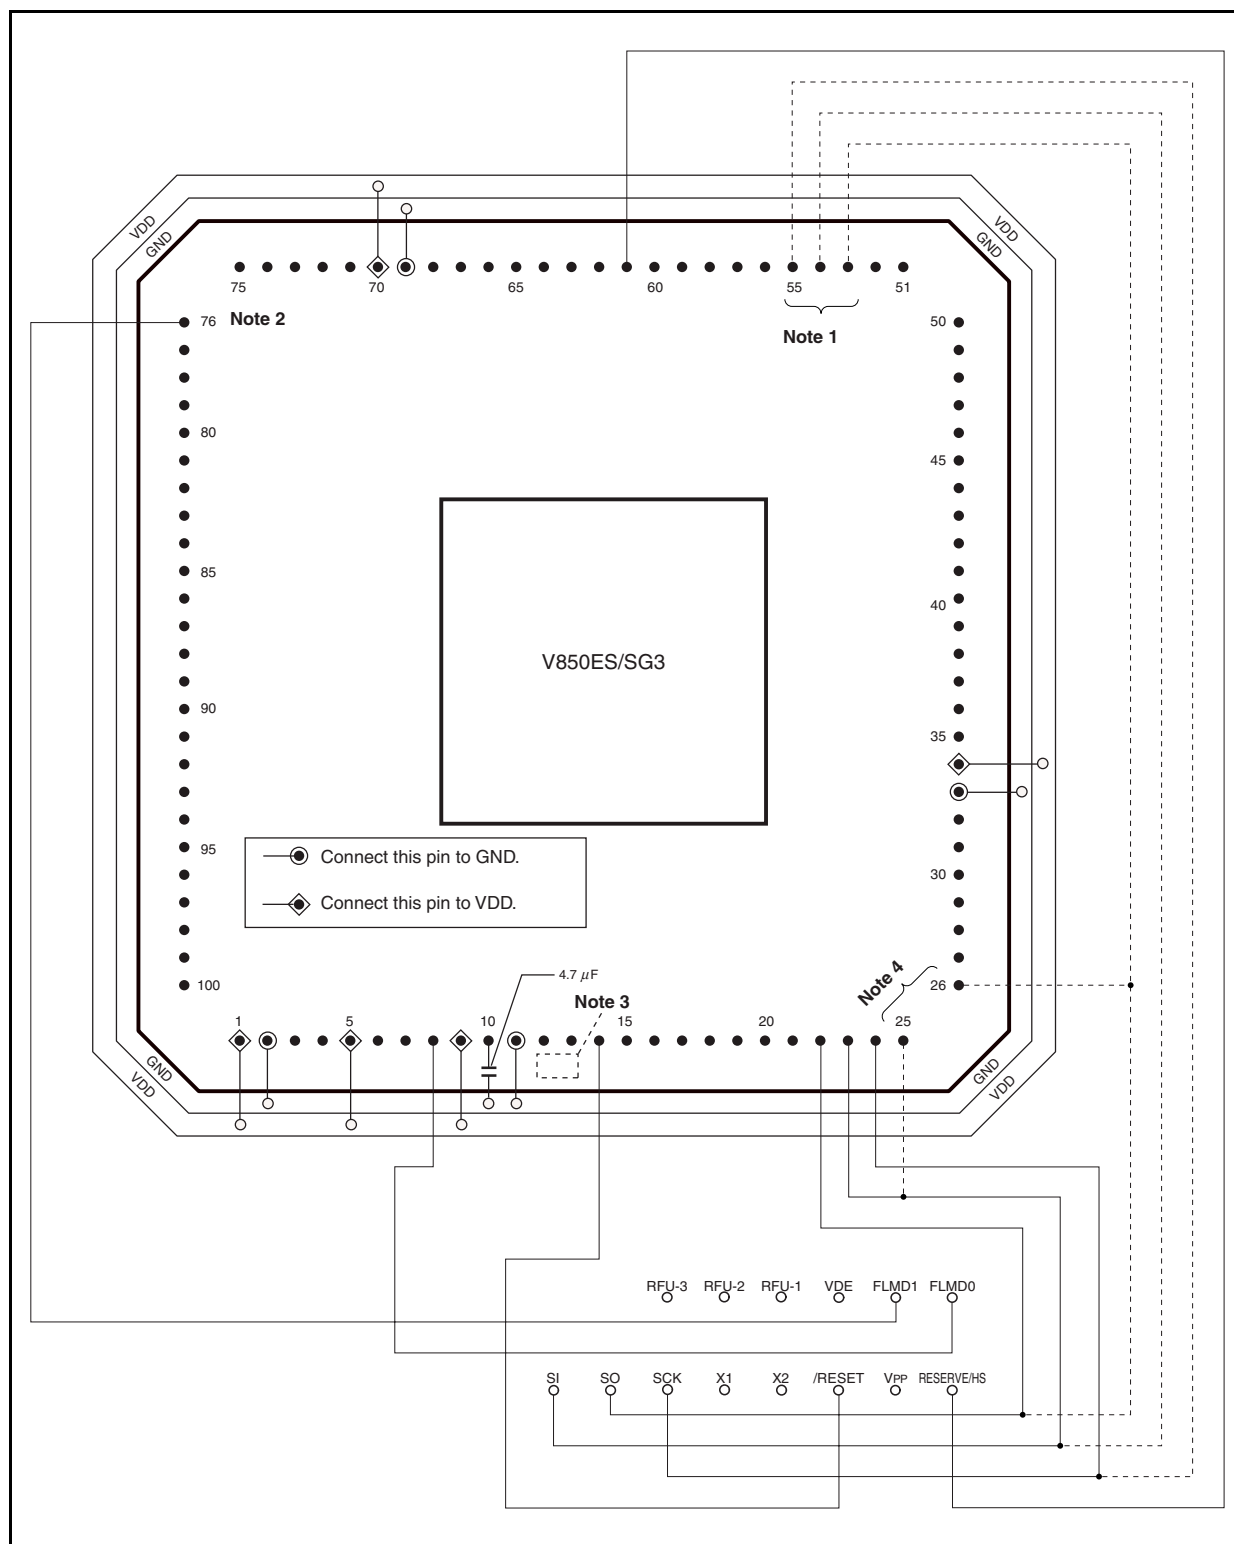 VDD
GND
VDD
GND
75
70
65
60
55
51
Note 2
Note 1
76
80
85
90
95
100
50
45
40
35
30
26
V850ES/SG3
Connect this pin to GND.
Connect this pin to VDD.
4.7 μF
Note 3
Note 4
1
5
10
15
20
25
GND
VDD
GND
VDD
RFU-3 RFU-2 RFU-1 VDE FLMD1 FLMD0
SI SO SCK X1 X2 /RESET VPP RESERVE/HS